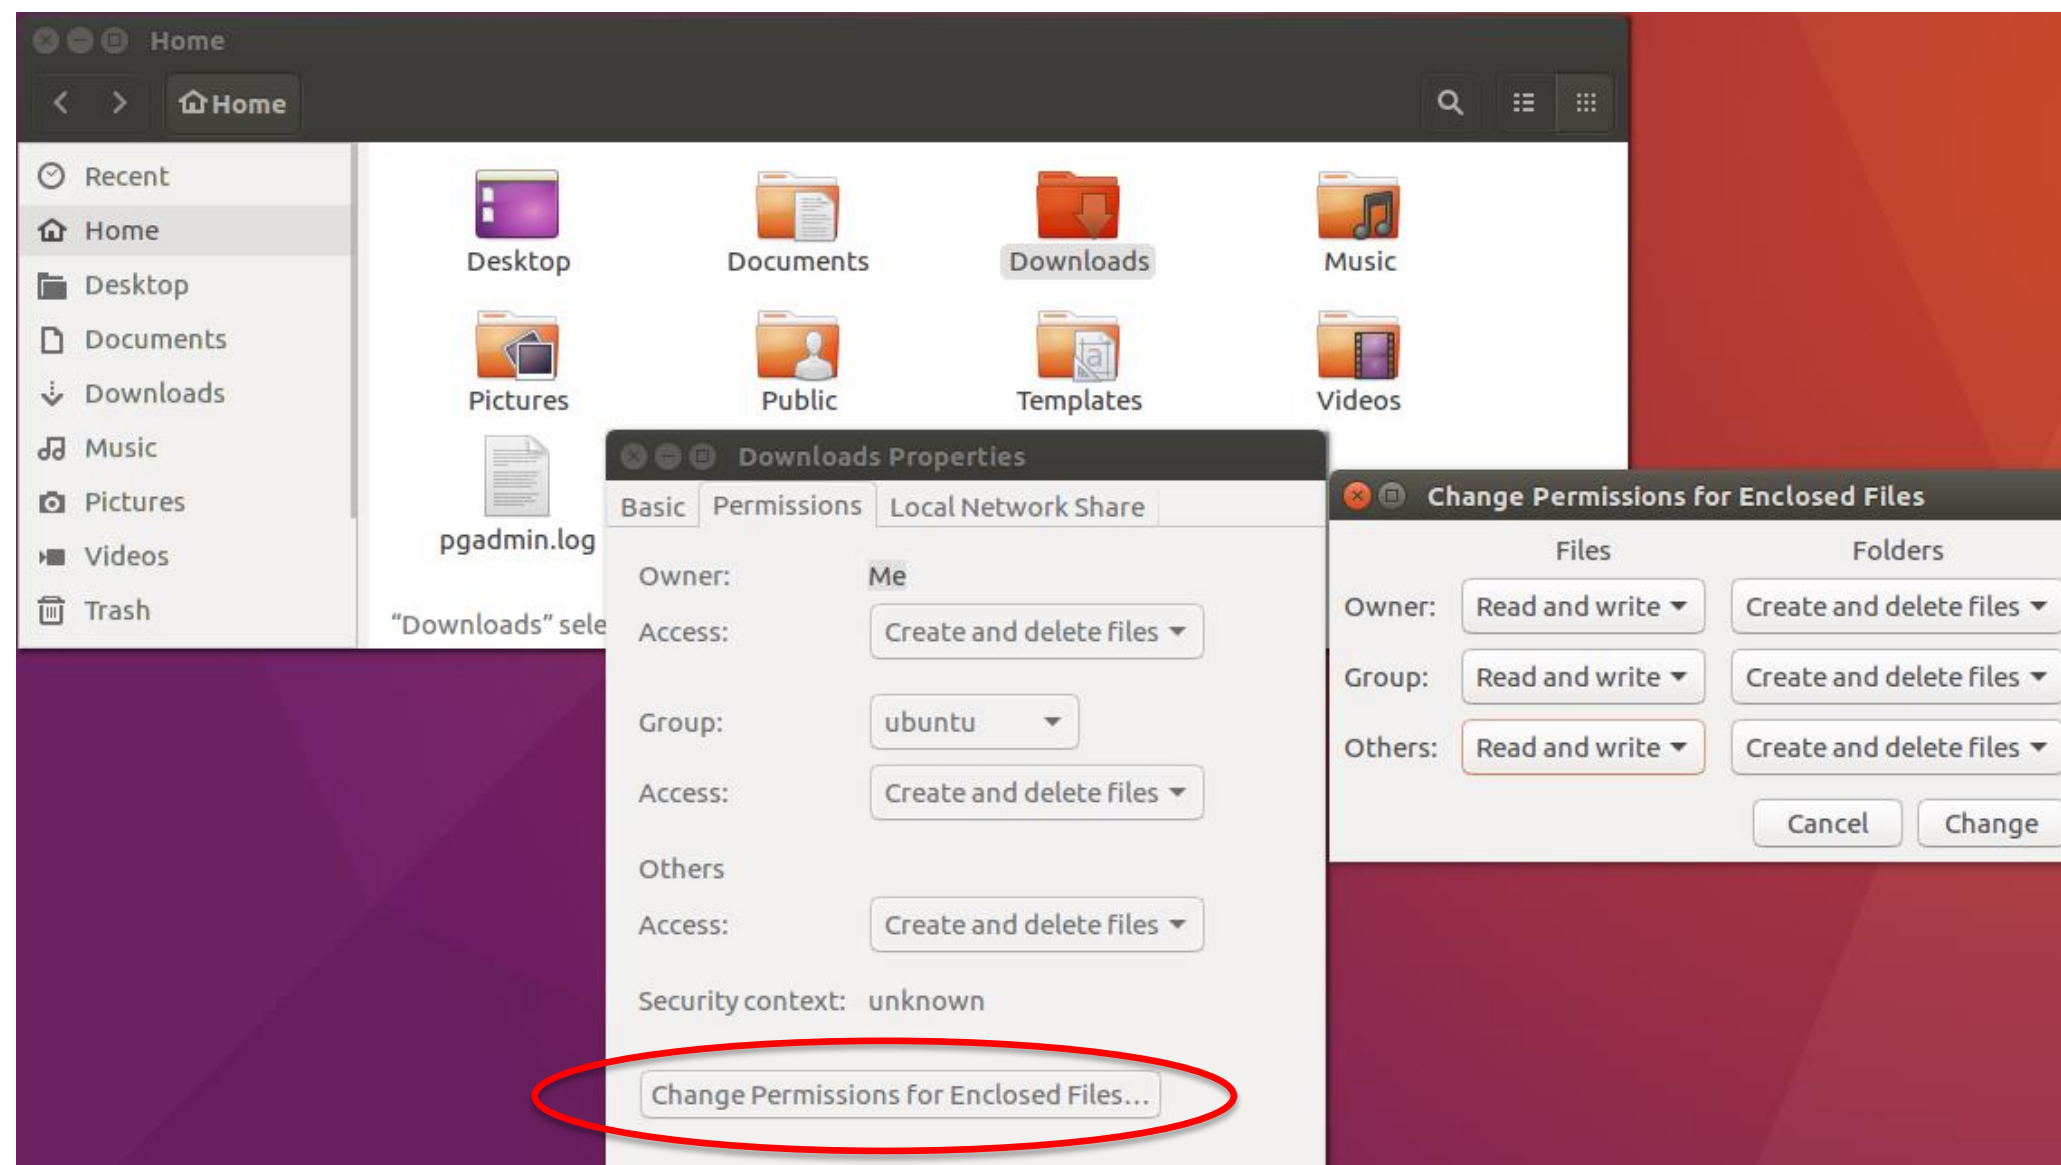 Home
Home
Recent
Home
Desktop
Documents
Downloads
Music
Pictures
Videos
Trash
Desktop
Documents
Downloads
Music
Pictures
Public
Templates
Videos
pgadmin.log
"Downloads" sele
Downloads Properties
Basic
Permissions
Local Network Share
Owner: Me
Access: Create and delete files
Group: ubuntu
Access: Create and delete files
Others
Access: Create and delete files
Security context: unknown
Change Permissions for Enclosed Files...
Change Permissions for Enclosed Files
Files Folders
Owner: Read and write Create and delete files
Group: Read and write Create and delete files
Others: Read and write Create and delete files
Cancel Change